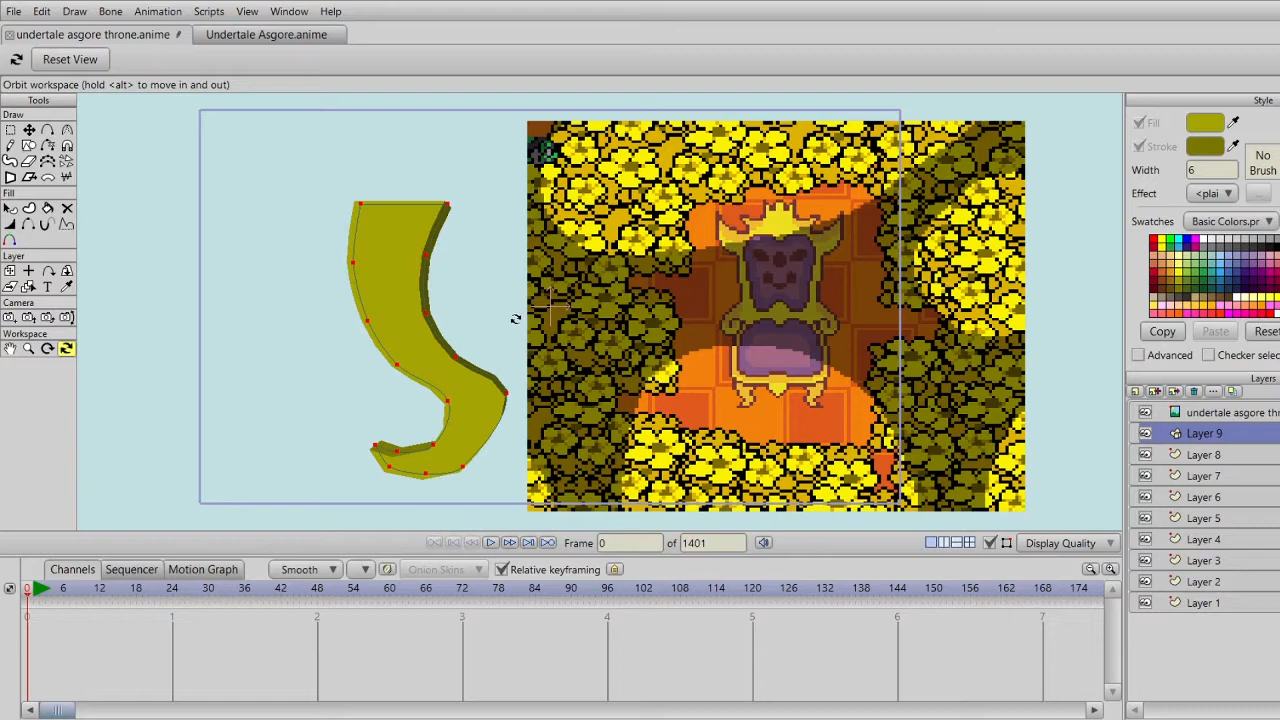 File Edit Draw Bone Animation Scripts View Window Help
undertale asgore throne.anime Undertale Asgore.anime
Reset View
Orbit workspace (hold <alt> to move in and out)
Tools
Draw
Fill
Layer
Camera
Workspace
Style
Fill
Stroke
No Brush
Width 6
Effect <plai
Swatches Basic Colors.pr
Copy Paste Reset
Advanced Checker selec
Layers
undertale asgore thr
Layer 9
Layer 8
Layer 7
Layer 6
Layer 5
Layer 4
Layer 3
Layer 2
Layer 1
Frame 0 of 1401 Display Quality
Channels Sequencer Motion Graph Smooth Onion Skins Relative keyframing
0 6 12 18 24 30 36 42 48 54 60 66 72 78 84 90 96 102 108 114 120 126 132 138 144 150 156 162 168 174
0 1 2 3 4 5 6 7